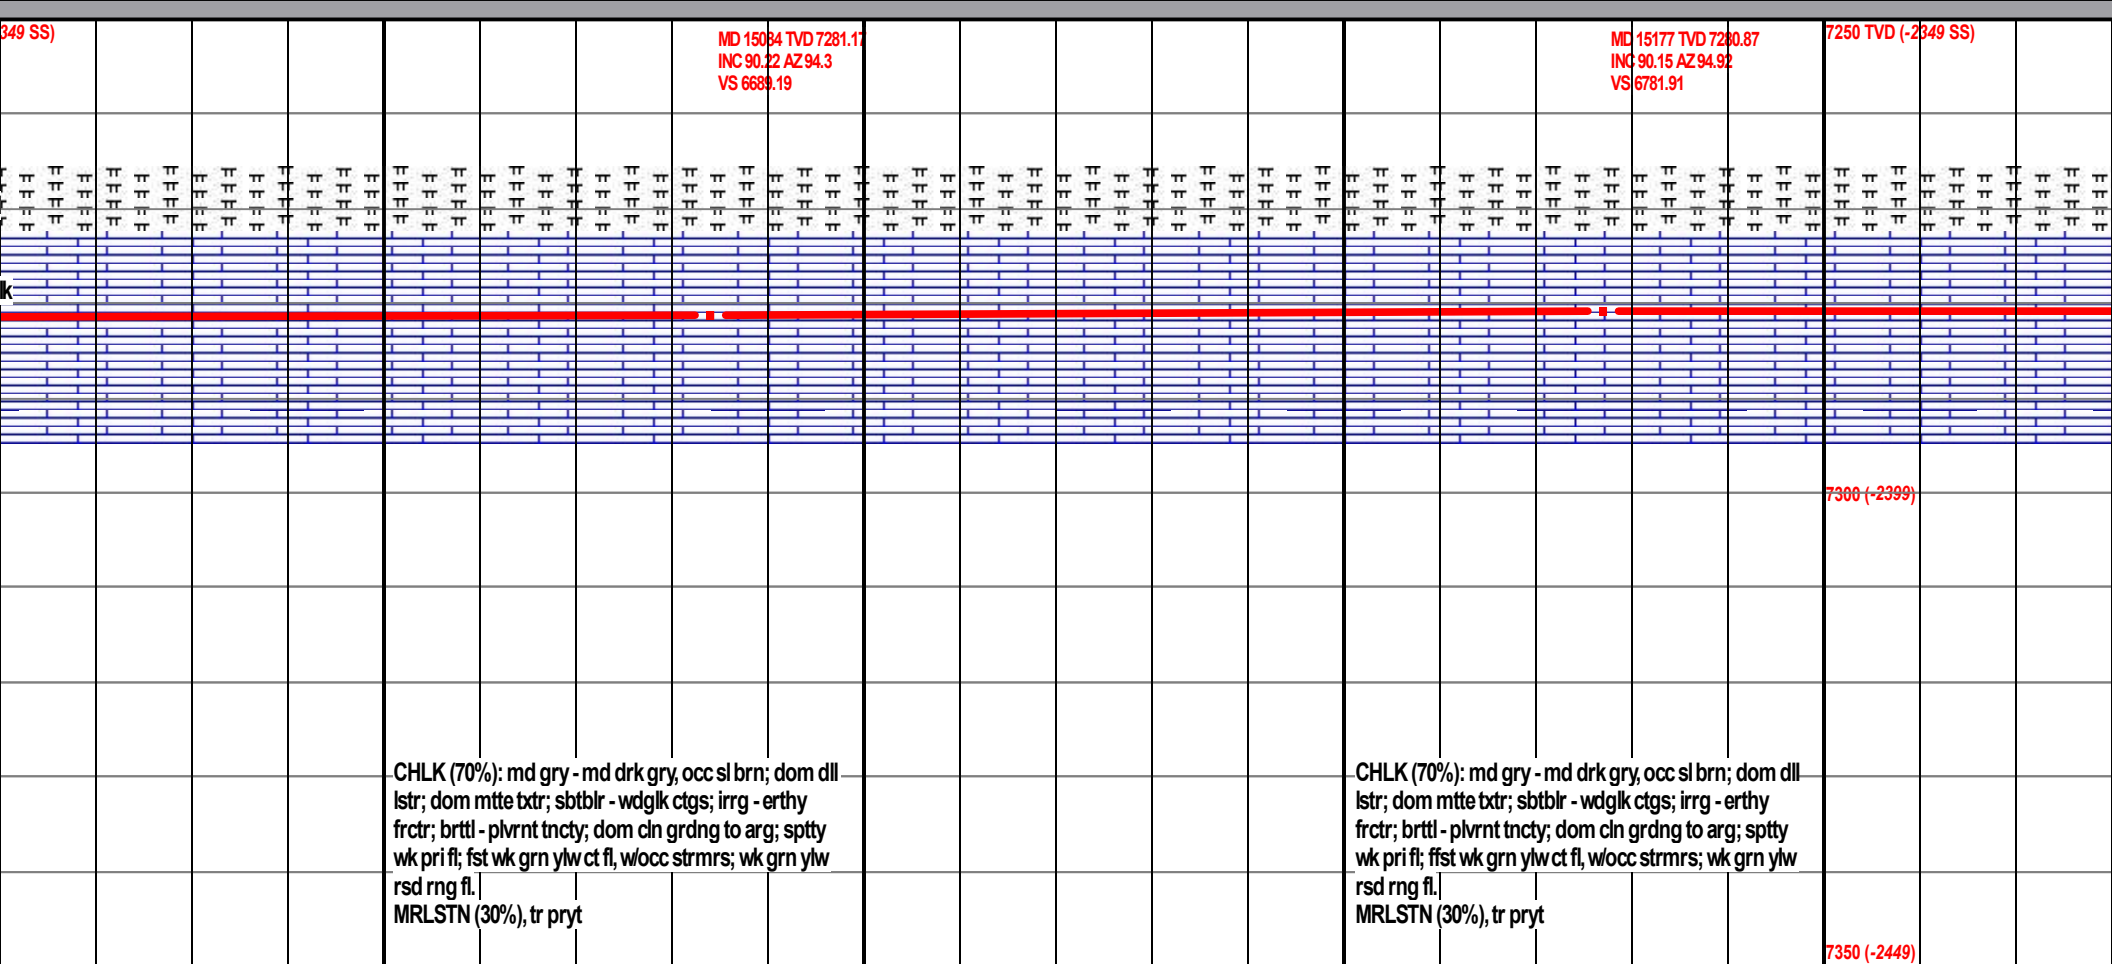 349 SS)
MD 15084 TVD 7281.17
INC 90.22 AZ 94.3
VS 6689.19
MD 15177 TVD 7280.87
INC 90.15 AZ 94.92
VS 6781.91
7250 TVD (-2349 SS)
lk
7300 (-2399)
CHLK (70%): md gry - md drk gry, occ sl brn; dom dll
lstr; dom mtte txtr; sbtblr - wdglk ctgs; irrg - erthy
frctr; brttl - plvrnt tncty; dom cln grdng to arg; sptty
wk pri fl; fst wk grn ylw ct fl, w/occ strmrs; wk grn ylw
rsd rng fl.
MRLSTN (30%), tr pryt
CHLK (70%): md gry - md drk gry, occ sl brn; dom dll
lstr; dom mtte txtr; sbtblr - wdglk ctgs; irrg - erthy
frctr; brttl - plvrnt tncty; dom cln grdng to arg; sptty
wk pri fl; ffst wk grn ylw ct fl, w/occ strmrs; wk grn ylw
rsd rng fl.
MRLSTN (30%), tr pryt
7350 (-2449)